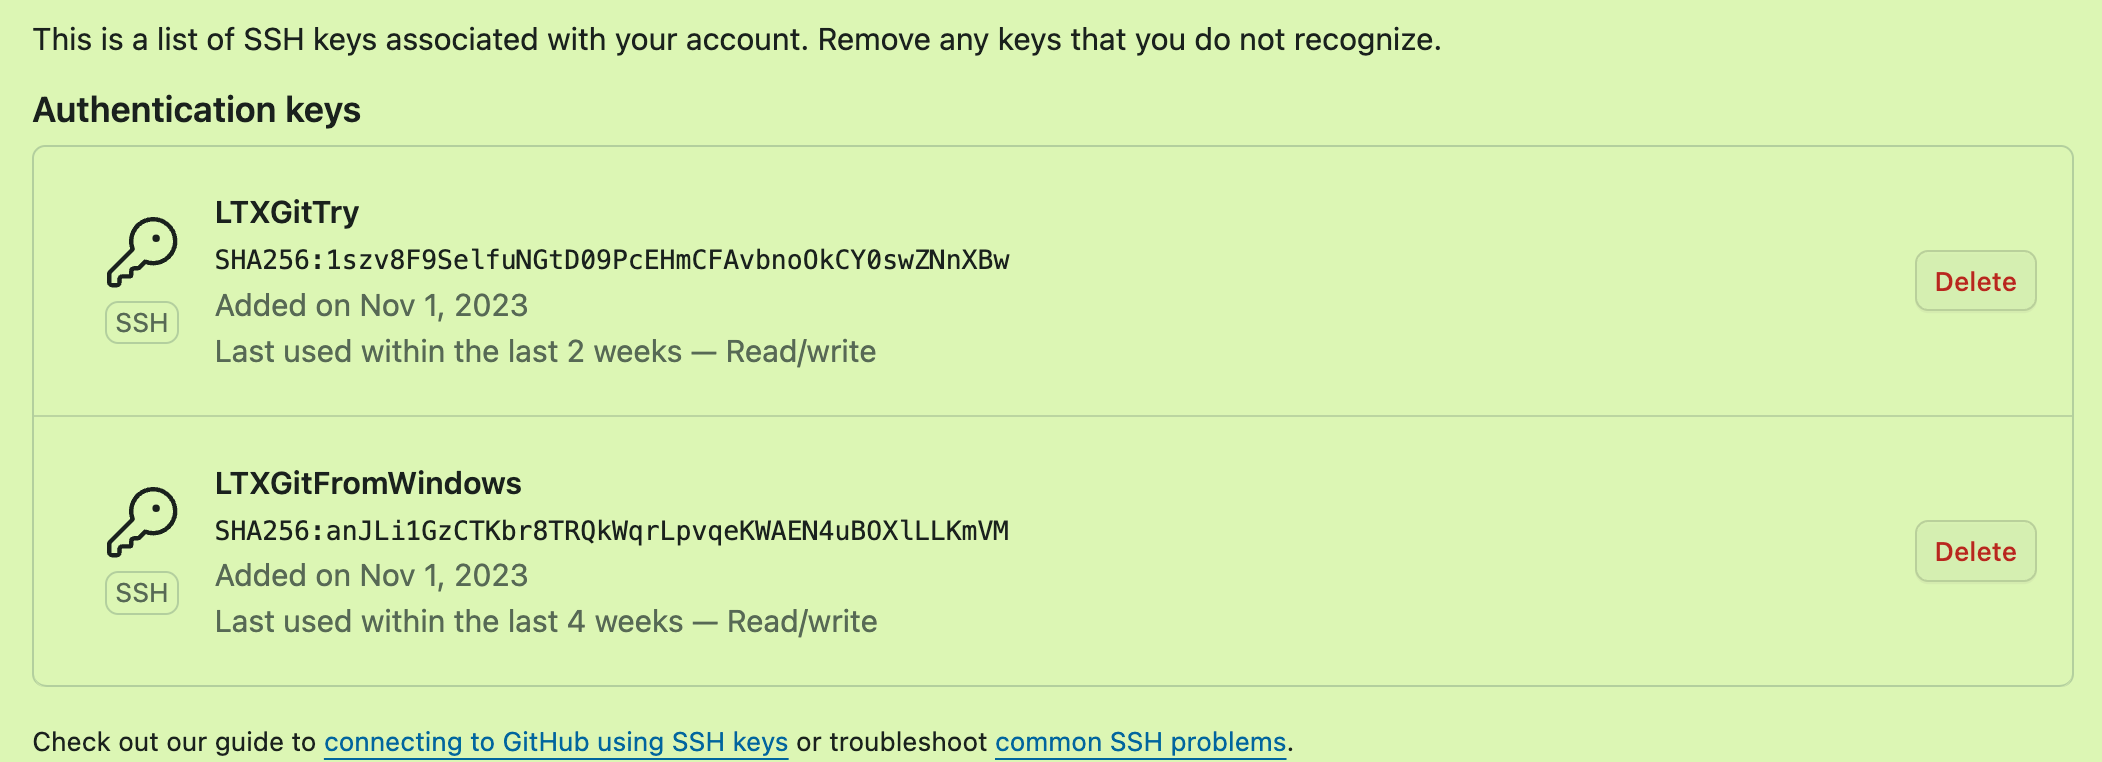 This is a list of SSH keys associated with your account. Remove any keys that you do not recognize.
Authentication keys
LTXGitTry
SHA256:1szv8F9SelfuNGtD09PcEHmCFAvbnoOkCY0swZNnXBw
Added on Nov 1, 2023
Last used within the last 2 weeks — Read/write
SSH
Delete
LTXGitFromWindows
SHA256:anJLi1GzCTKbr8TRQkWqrLpvqeKWAEN4uBOXlLLKmVM
Added on Nov 1, 2023
Last used within the last 4 weeks — Read/write
SSH
Delete
Check out our guide to connecting to GitHub using SSH keys or troubleshoot common SSH problems.